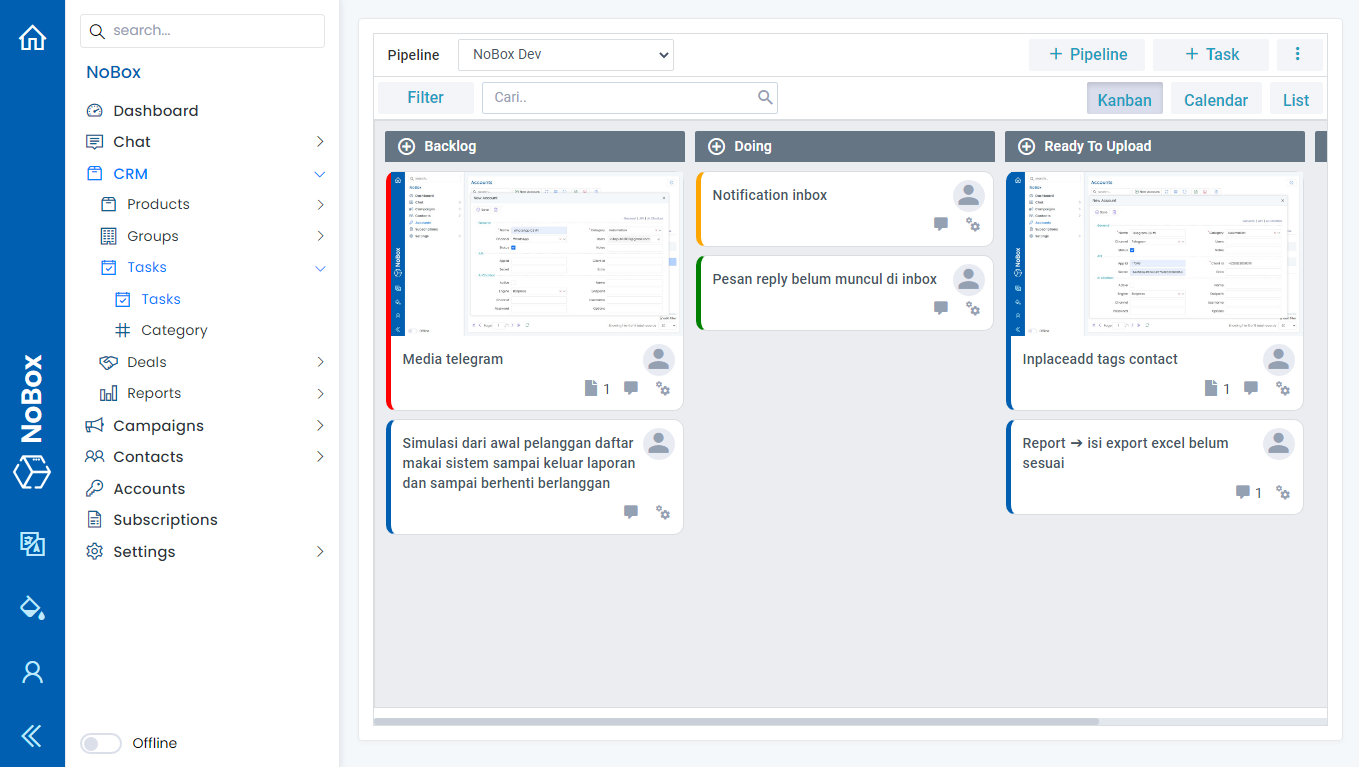 search...
NoBox
Dashboard
Chat
CRM
Products
Groups
Tasks
Tasks
Category
Deals
Reports
Campaigns
Contacts
Accounts
Subscriptions
Settings
Offline
NoBox
Pipeline
NoBox Dev
+ Pipeline
+ Task
Filter
Cari..
Kanban
Calendar
List
Backlog
Media telegram
1
Simulasi dari awal pelanggan daftar
makai sistem sampai keluar laporan
dan sampai berhenti berlanggan
Doing
Notification inbox
Pesan reply belum muncul di inbox
Ready To Upload
Inplaceadd tags contact
1
Report ➔ isi export excel belum
sesuai
1